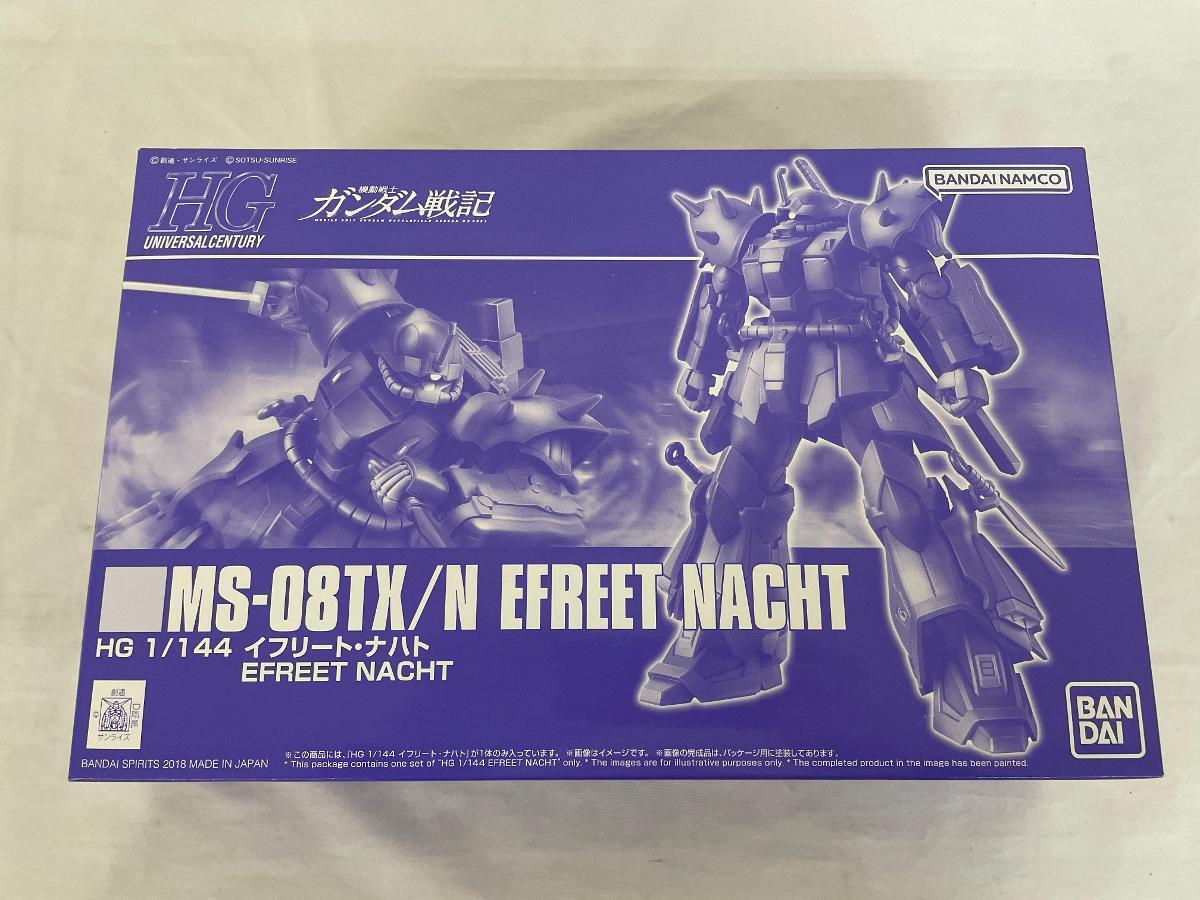 ©創通・サンライズ ©SOTSU・SUNRISE
HG
UNIVERSAL CENTURY
機動戦士
ガンダム戦記
BANDAI NAMCO
MS-08TX/N EFREET NACHT
HG 1/144 イフリート・ナハト
EFREET NACHT
創通
サンライズ
©
BAN
DAI
※この商品には、「HG 1/144 イフリート・ナハト」が1体のみ入っています。 ※画像はイメージです。 ※画像の完成品は、パッケージ用に塗装してあります。
BANDAI SPIRITS 2018 MADE IN JAPAN
* This package contains one set of "HG 1/144 EFREET NACHT" only. * The images are for illustrative purposes only. * The completed product in the image has been painted.